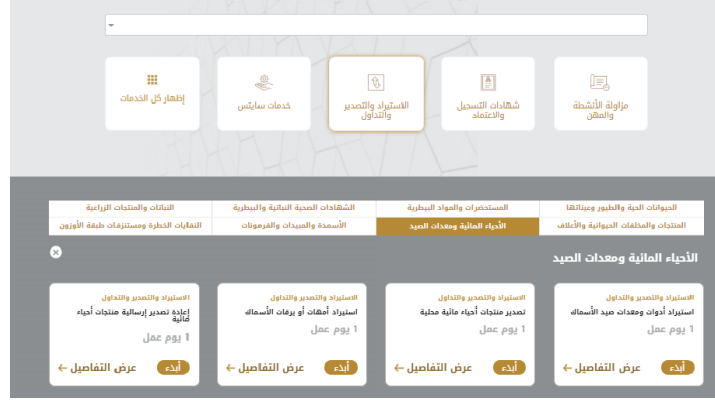 مزاولة الأنشطة
والمهن
شهادات التسجيل
والاعتماد
الاستيراد والتصدير
والتداول
خدمات سايتس
إظهار كل الخدمات
الحيوانات الحية والطيور وعيناتها
المستحضرات والمواد البيطرية
الشهادات الصحية النباتية والبيطرية
النباتات والمنتجات الزراعية
المنتجات والمخلفات الحيوانية والأعلاف
الأحياء المائية ومعدات الصيد
الأسمدة والمبيدات والفرمونات
النفايات الخطرة ومستنزفات طبقة الأوزون
الأحياء المائية ومعدات الصيد
الاستيراد والتصدير والتداول
استيراد أدوات ومعدات صيد الأسماك
1 يوم عمل
أبدء
عرض التفاصيل
الاستيراد والتصدير والتداول
تصدير منتجات أحياء مائية محلية
1 يوم عمل
أبدء
عرض التفاصيل
الاستيراد والتصدير والتداول
استيراد أمهات أو يرقات الأسماك
1 يوم عمل
أبدء
عرض التفاصيل
الاستيراد والتصدير والتداول
إعادة تصدير إرسالية منتجات أحياء
مائية
1 يوم عمل
أبدء
عرض التفاصيل